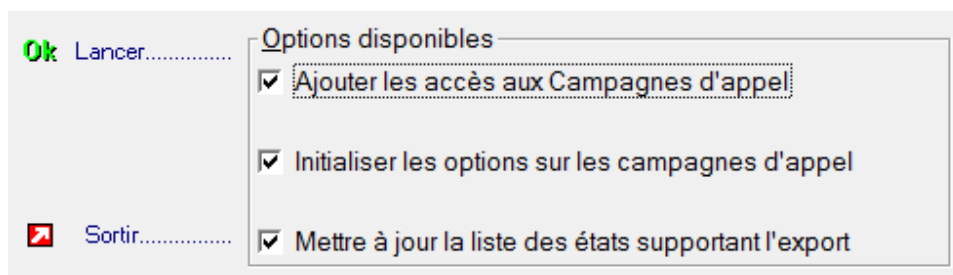 Options disponibles
Ok Lancer...............
Ajouter les accès aux Campagnes d'appel
Initialiser les options sur les campagnes d'appel
Sortir................
Mettre à jour la liste des états supportant l'export